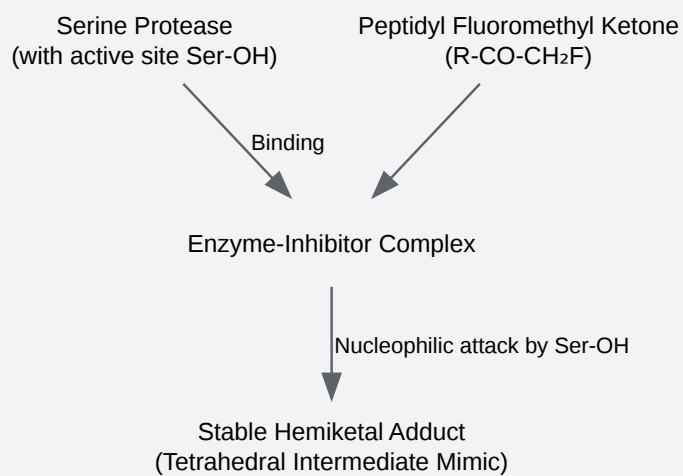 Serine Protease
(with active site Ser-OH)
Peptidyl Fluoromethyl Ketone
(R-CO-CH₂F)
Binding
Enzyme-Inhibitor Complex
Nucleophilic attack by Ser-OH
Stable Hemiketal Adduct
(Tetrahedral Intermediate Mimic)